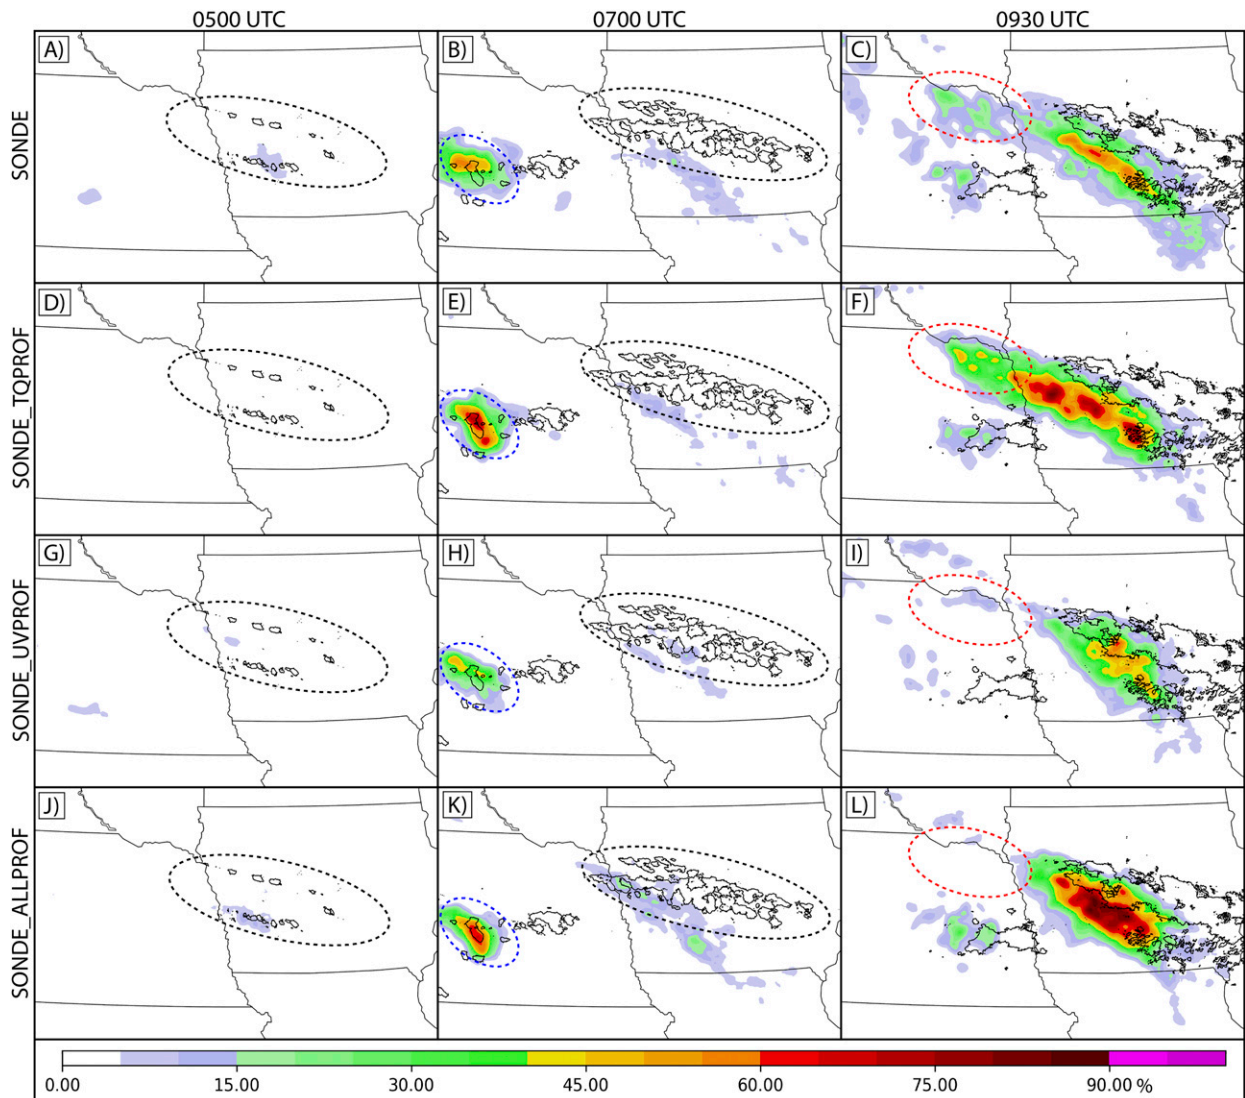 0500 UTC 0700 UTC 0930 UTC
SONDE
A) B) C)
SONDE_TQPROF
D) E) F)
SONDE_UVPROF
G) H) I)
SONDE_ALLPROF
J) K) L)
0.00 15.00 30.00 45.00 60.00 75.00 90.00 %